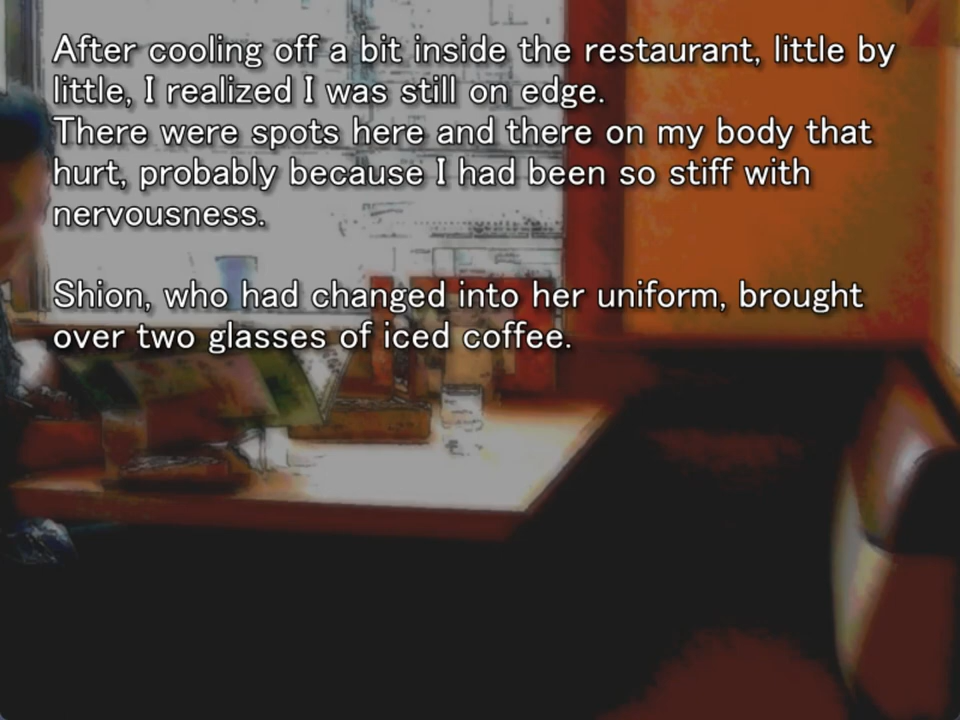 After cooling off a bit inside the restaurant, little by
little, I realized I was still on edge.
There were spots here and there on my body that
hurt, probably because I had been so stiff with
nervousness.
Shion, who had changed into her uniform, brought
over two glasses of iced coffee.